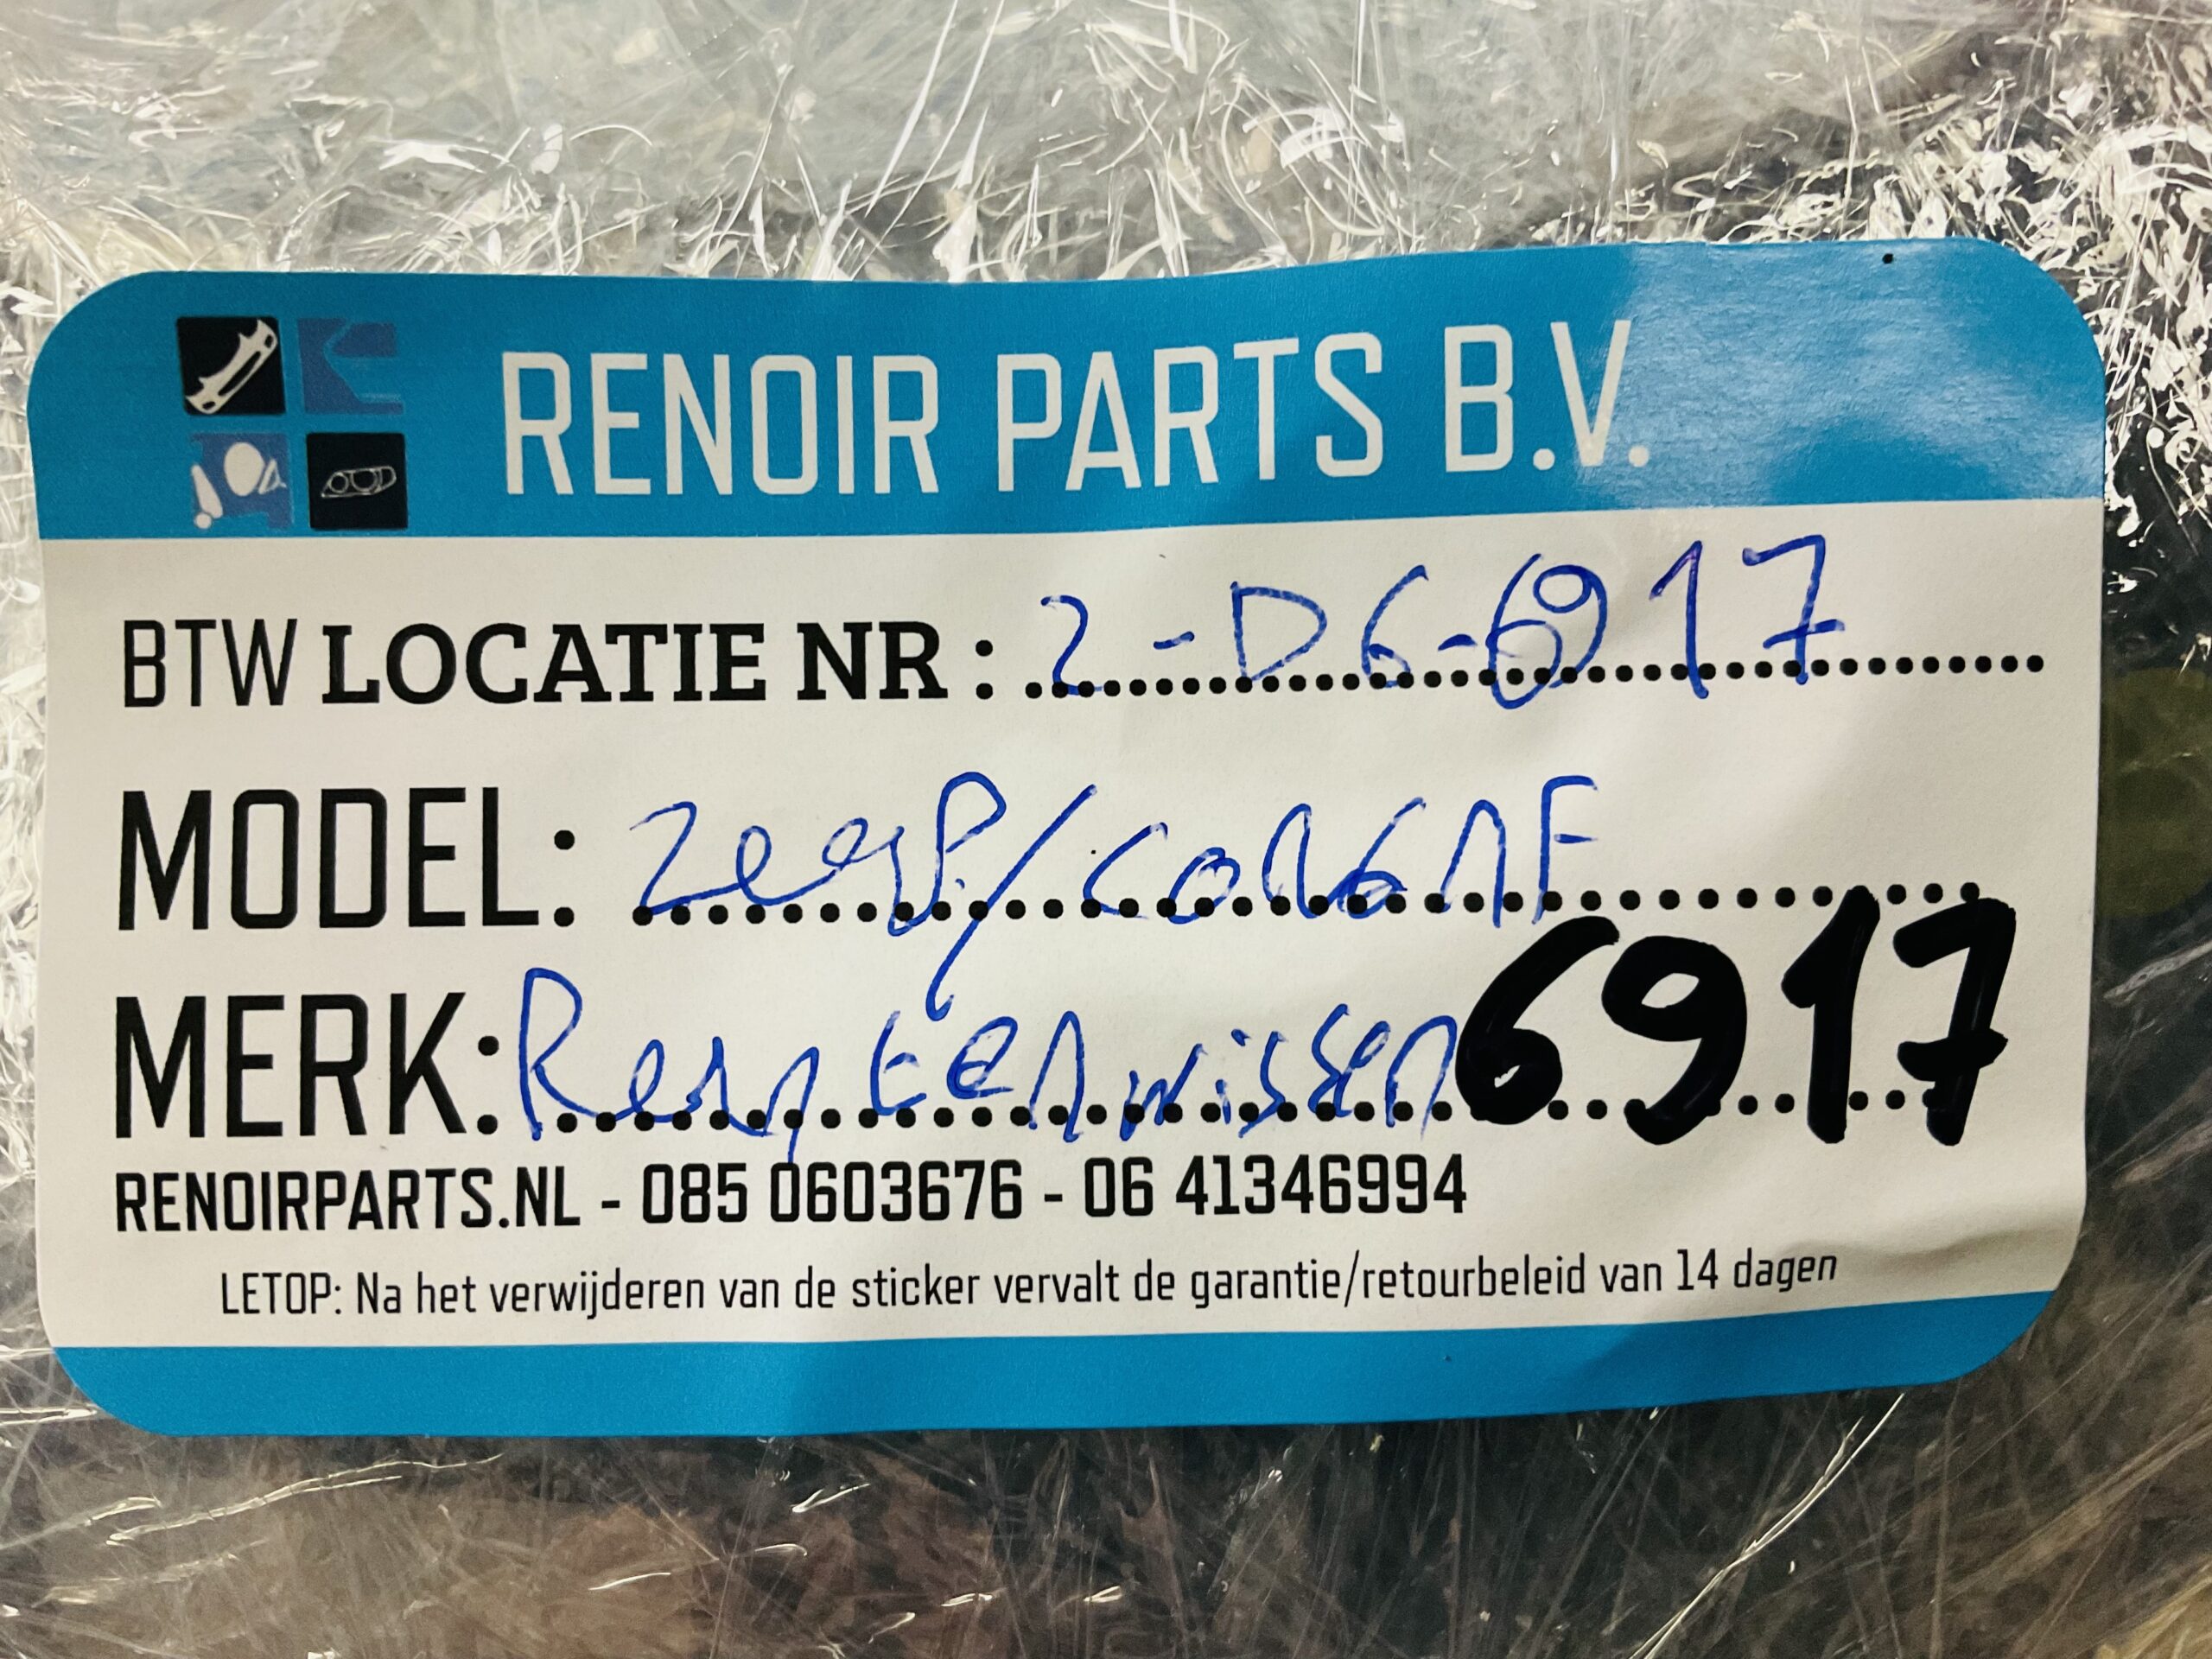 RENOIR PARTS B.V.
BTW LOCATIE NR : 2-D6-6917
MODEL:
MERK: 6917
RENOIRPARTS.NL - 085 0603676 - 06 41346994
LETOP: Na het verwijderen van de sticker vervalt de garantie/retourbeleid van 14 dagen